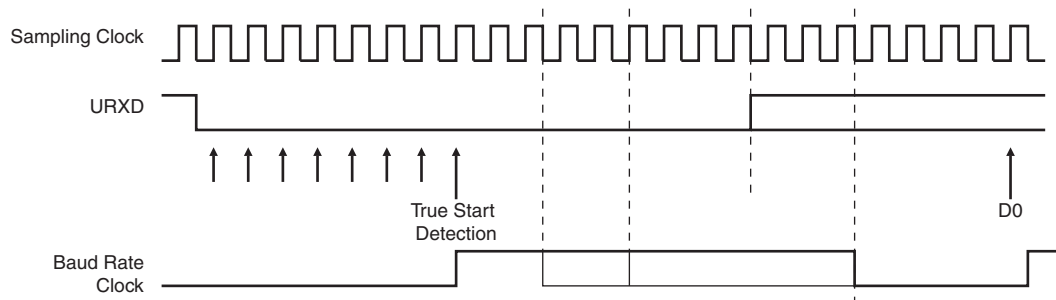 Sampling Clock
URXD
True Start
Detection
D0
Baud Rate
Clock